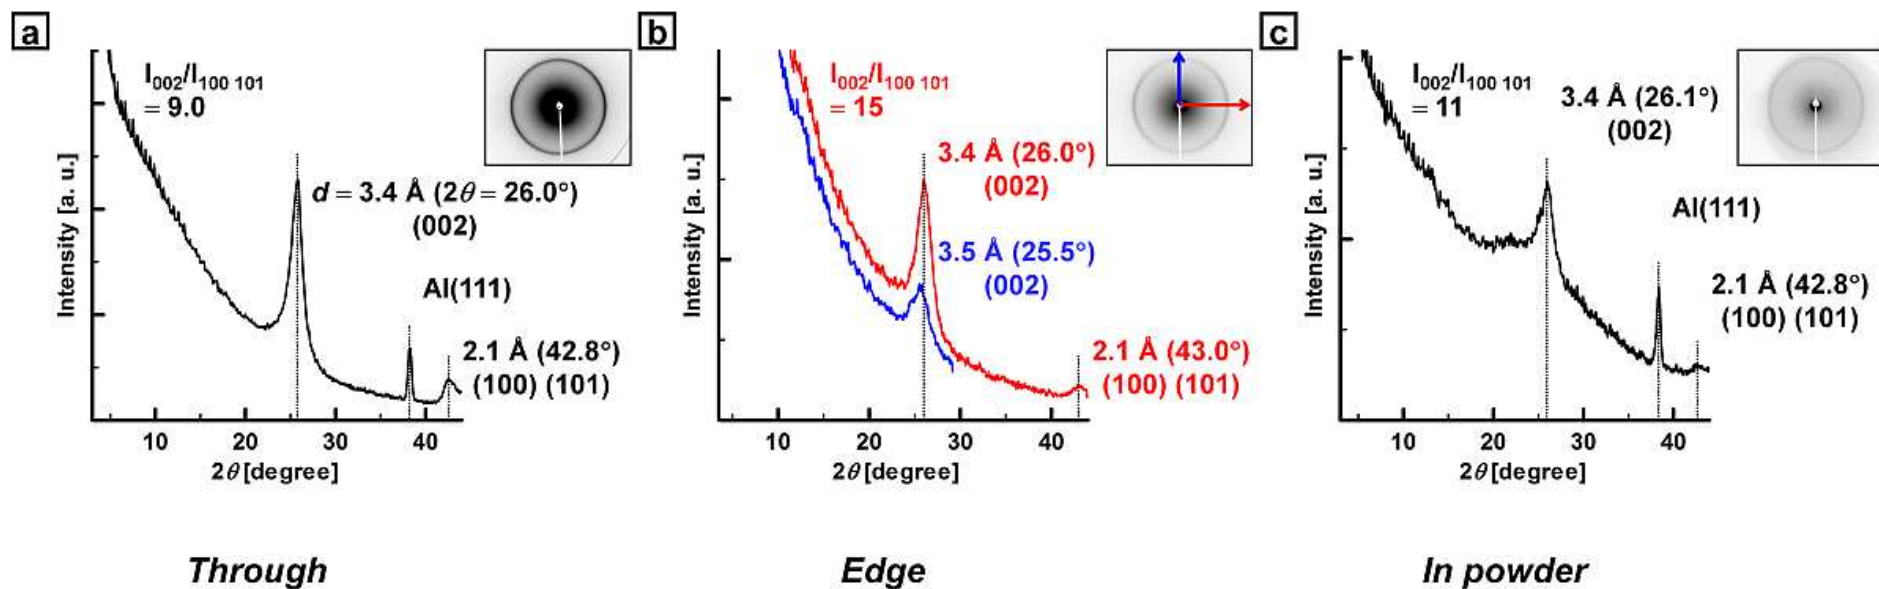 a
I002/I100 101
= 9.0
d = 3.4 Å (2θ = 26.0°)
(002)
Al(111)
2.1 Å (42.8°)
(100) (101)
Intensity [a. u.]
10 20 30 40
2θ [degree]
Through
b
I002/I100 101
= 15
3.4 Å (26.0°)
(002)
3.5 Å (25.5°)
(002)
2.1 Å (43.0°)
(100) (101)
Intensity [a. u.]
10 20 30 40
2θ [degree]
Edge
c
I002/I100 101
= 11
3.4 Å (26.1°)
(002)
Al(111)
2.1 Å (42.8°)
(100) (101)
Intensity [a. u.]
10 20 30 40
2θ [degree]
In powder